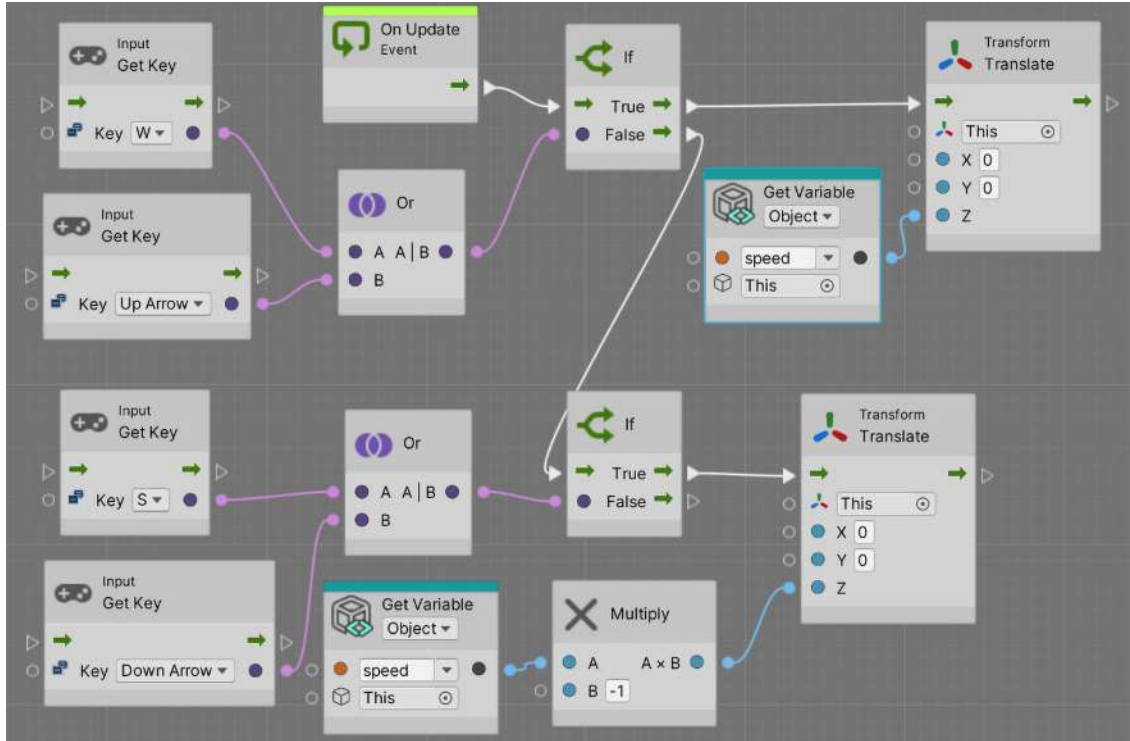 Input
Get Key
Key W
On Update
Event
If
True
False
Transform
Translate
This
X 0
Y 0
Z
Input
Get Key
Key Up Arrow
Or
A A|B
B
Get Variable
Object
speed
This
Input
Get Key
Key S
Or
A A|B
B
If
True
False
Transform
Translate
This
X 0
Y 0
Z
Input
Get Key
Key Down Arrow
Get Variable
Object
speed
This
Multiply
A A × B
B -1